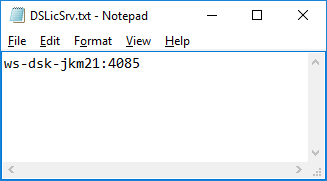 DSLicSrv.txt - Notepad
File Edit Format View Help
ws-dsk-jkm21:4085